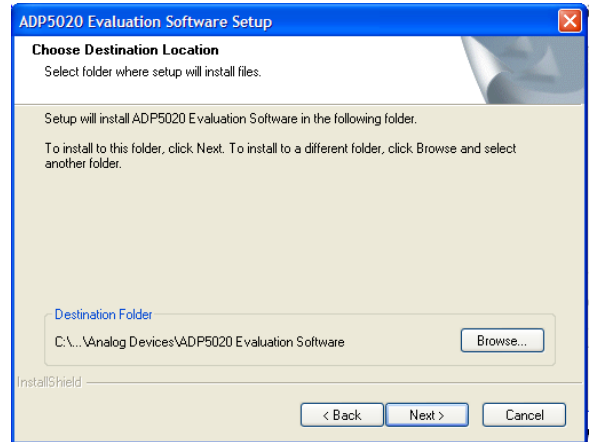 ADP5020 Evaluation Software Setup
Choose Destination Location
Select folder where setup will install files.
Setup will install ADP5020 Evaluation Software in the following folder.
To install to this folder, click Next. To install to a different folder, click Browse and select
another folder.
Destination Folder
C:\...\Analog Devices\ADP5020 Evaluation Software
Browse...
InstallShield
< Back
Next >
Cancel